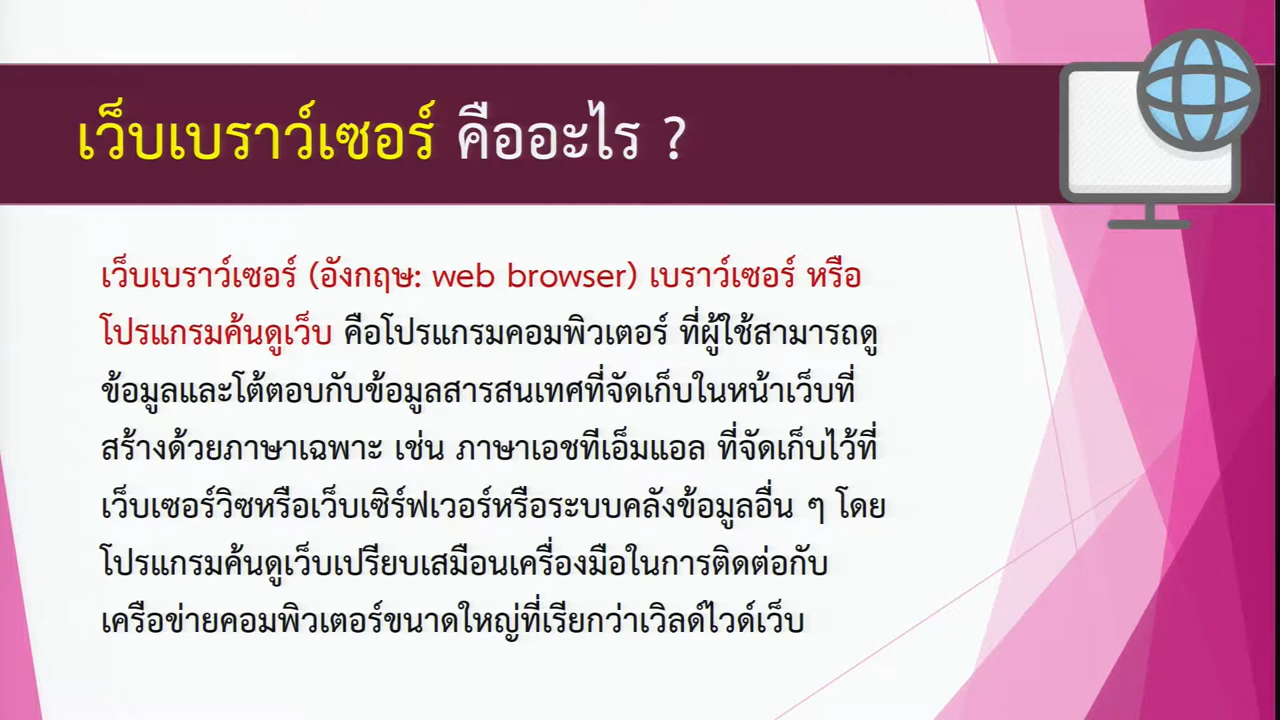 เว็บเบราว์เซอร์ คืออะไร ?
เว็บเบราว์เซอร์ (อังกฤษ: web browser) เบราว์เซอร์ หรือ
โปรแกรมค้นดูเว็บ คือโปรแกรมคอมพิวเตอร์ ที่ผู้ใช้สามารถดู
ข้อมูลและโต้ตอบกับข้อมูลสารสนเทศที่จัดเก็บในหน้าเว็บที่
สร้างด้วยภาษาเฉพาะ เช่น ภาษาเอชทีเอ็มแอล ที่จัดเก็บไว้ที่
เว็บเซอร์วิซหรือเว็บเซิร์ฟเวอร์หรือระบบคลังข้อมูลอื่น ๆ โดย
โปรแกรมค้นดูเว็บเปรียบเสมือนเครื่องมือในการติดต่อกับ
เครือข่ายคอมพิวเตอร์ขนาดใหญ่ที่เรียกว่าเวิลด์ไวด์เว็บ